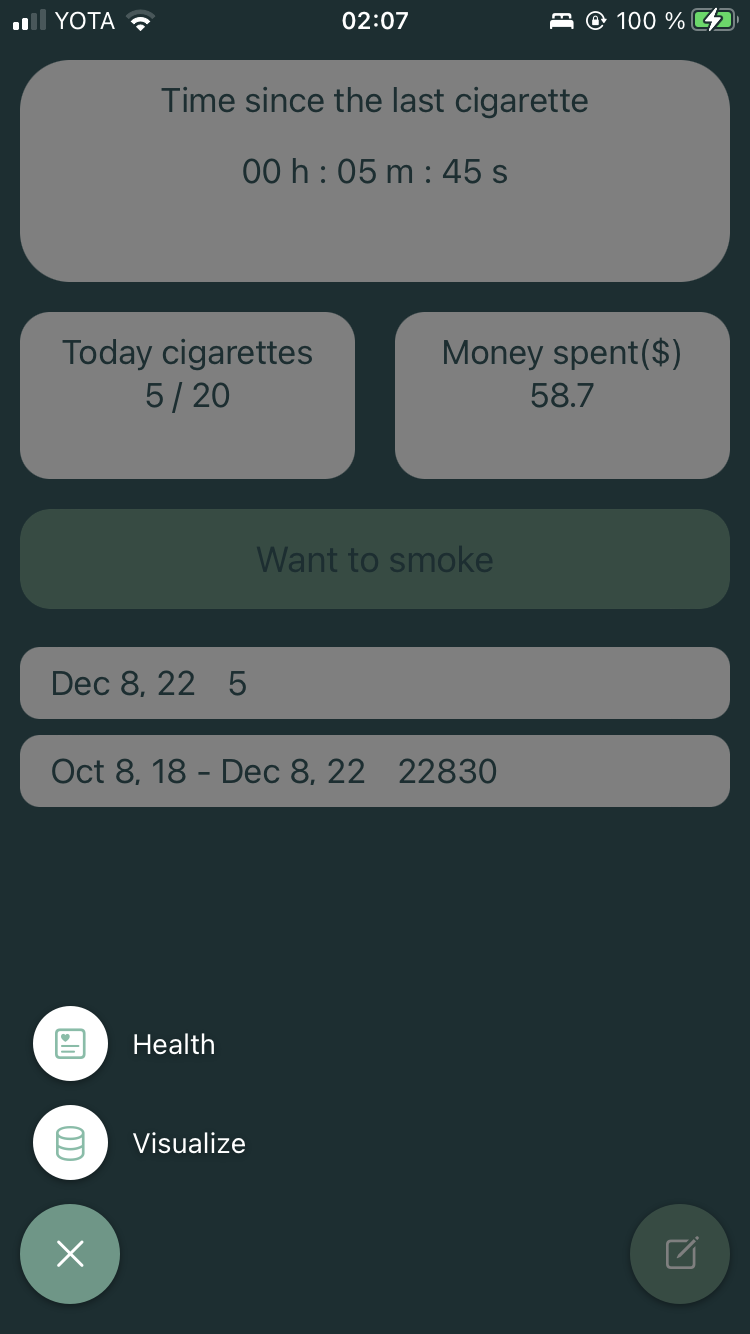 YOTA 02:07 100 %
Time since the last cigarette
00 h : 05 m : 45 s
Today cigarettes
5 / 20
Money spent($)
58.7
Want to smoke
Dec 8, 22 5
Oct 8, 18 - Dec 8, 22 22830
Health
Visualize